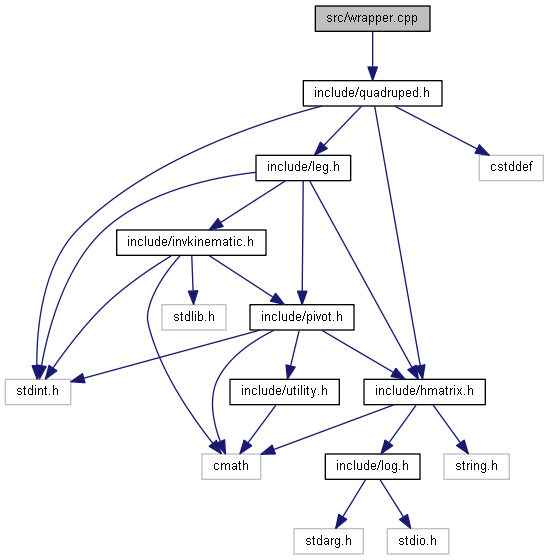 src/wrapper.cpp
include/quadruped.h
include/leg.h
cstddef
include/invkinematic.h
stdlib.h
include/pivot.h
stdint.h
include/utility.h
include/hmatrix.h
cmath
include/log.h
string.h
stdarg.h
stdio.h